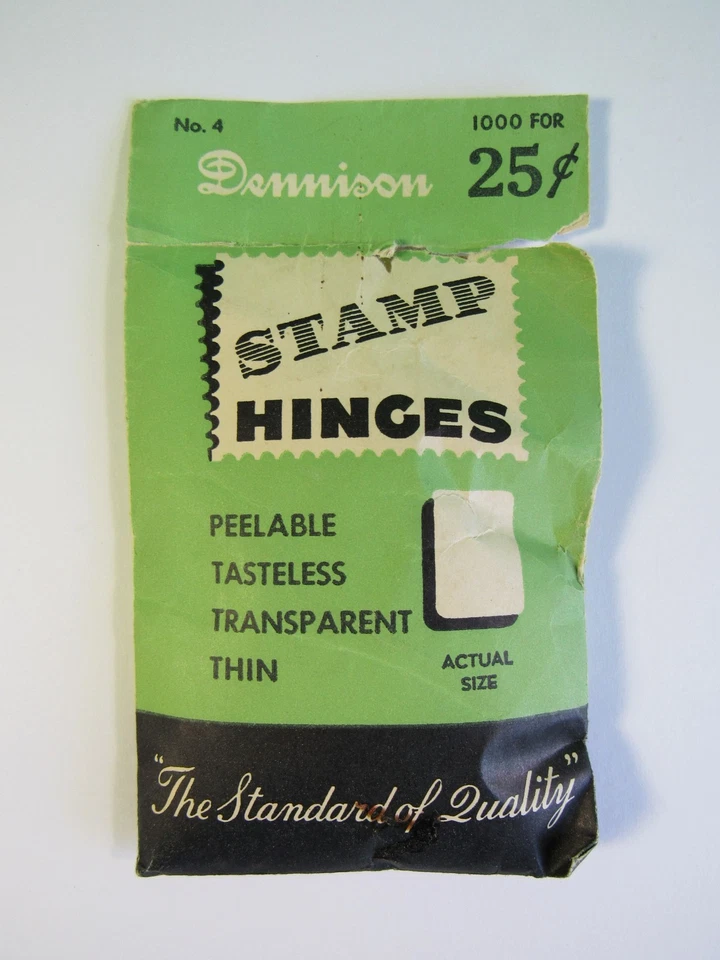 No. 4
1000 FOR
Dennison
25¢
STAMP
HINGES
PEELABLE
TASTELESS
TRANSPARENT
THIN
ACTUAL
SIZE
"The Standard of Quality"